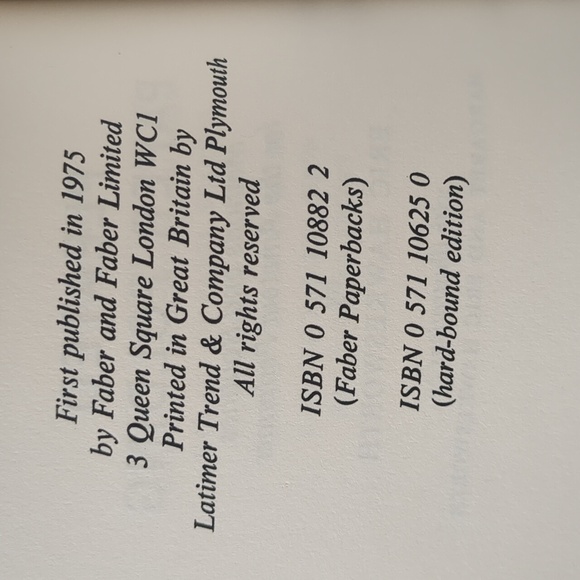 First published in 1975
by Faber and Faber Limited
3 Queen Square London WC1
Printed in Great Britain by
Latimer Trend & Company Ltd Plymouth
All rights reserved
ISBN 0 571 10882 2
(Faber Paperbacks)
ISBN 0 571 10625 0
(hard-bound edition)